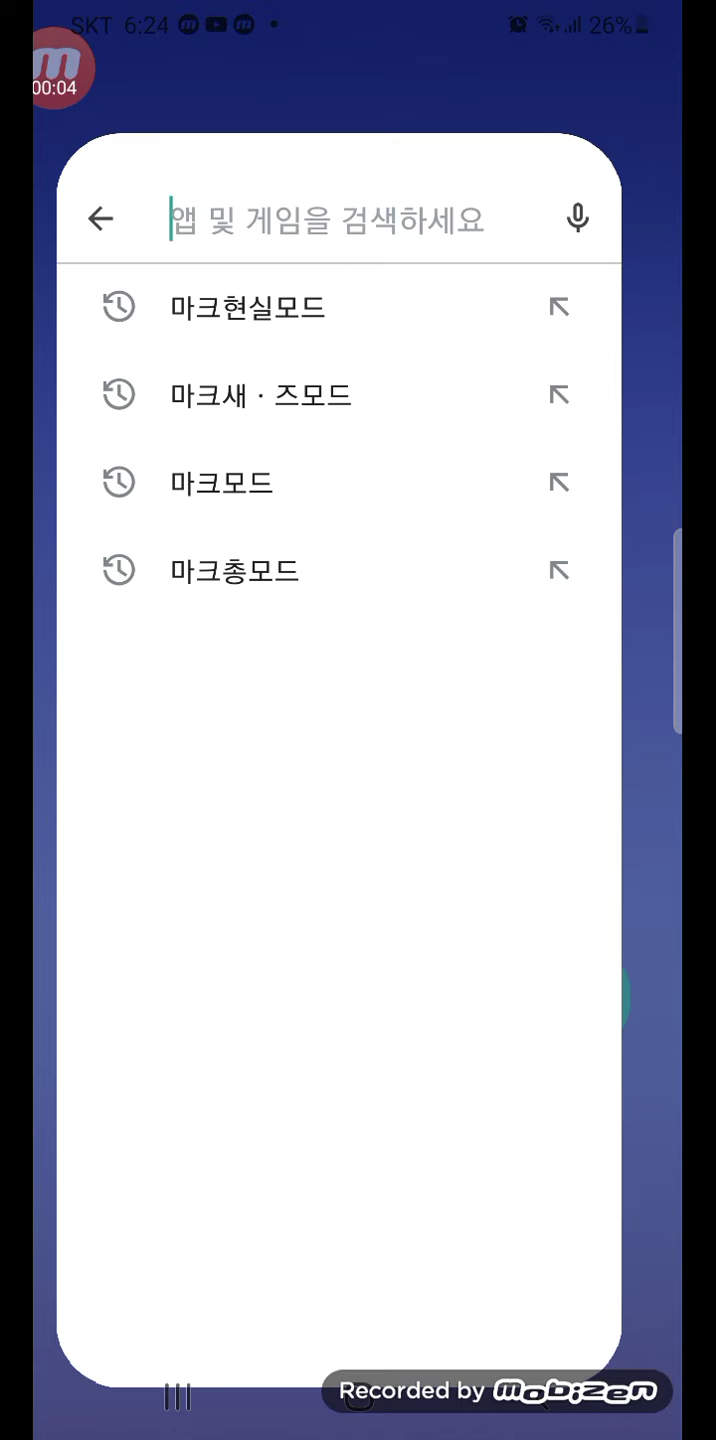 SKT 6:24 26%
m
00:04
앱 및 게임을 검색하세요
마크현실모드
마크새ㆍ즈모드
마크모드
마크총모드
Recorded by mobizen